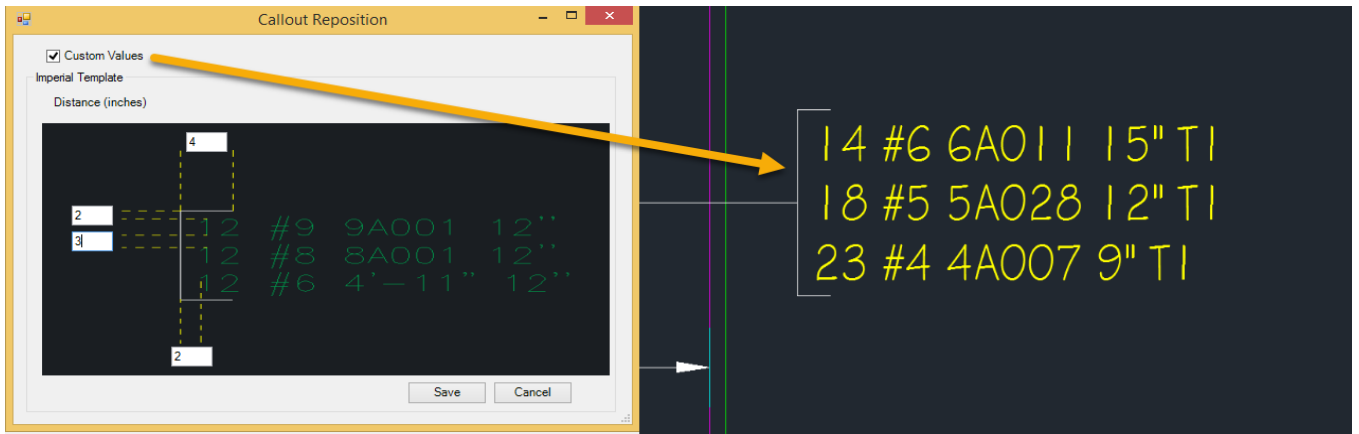 Callout Reposition
Custom Values
Imperial Template
Distance (inches)
4
2
3
12 #9 9A001 12''
12 #8 8A001 12''
12 #6 4'-11" 12''
2
Save Cancel
14 #6 6A011 15" T1
18 #5 5A028 12" T1
23 #4 4A007 9" T1